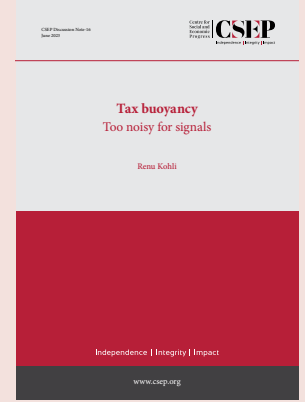 CSEP Discussion Note-16
June 2025
Centre for
Social and
Economic
Progress
CSEP
Independence | Integrity | Impact
Tax buoyancy
Too noisy for signals
Renu Kohli
Independence | Integrity | Impact
www.csep.org